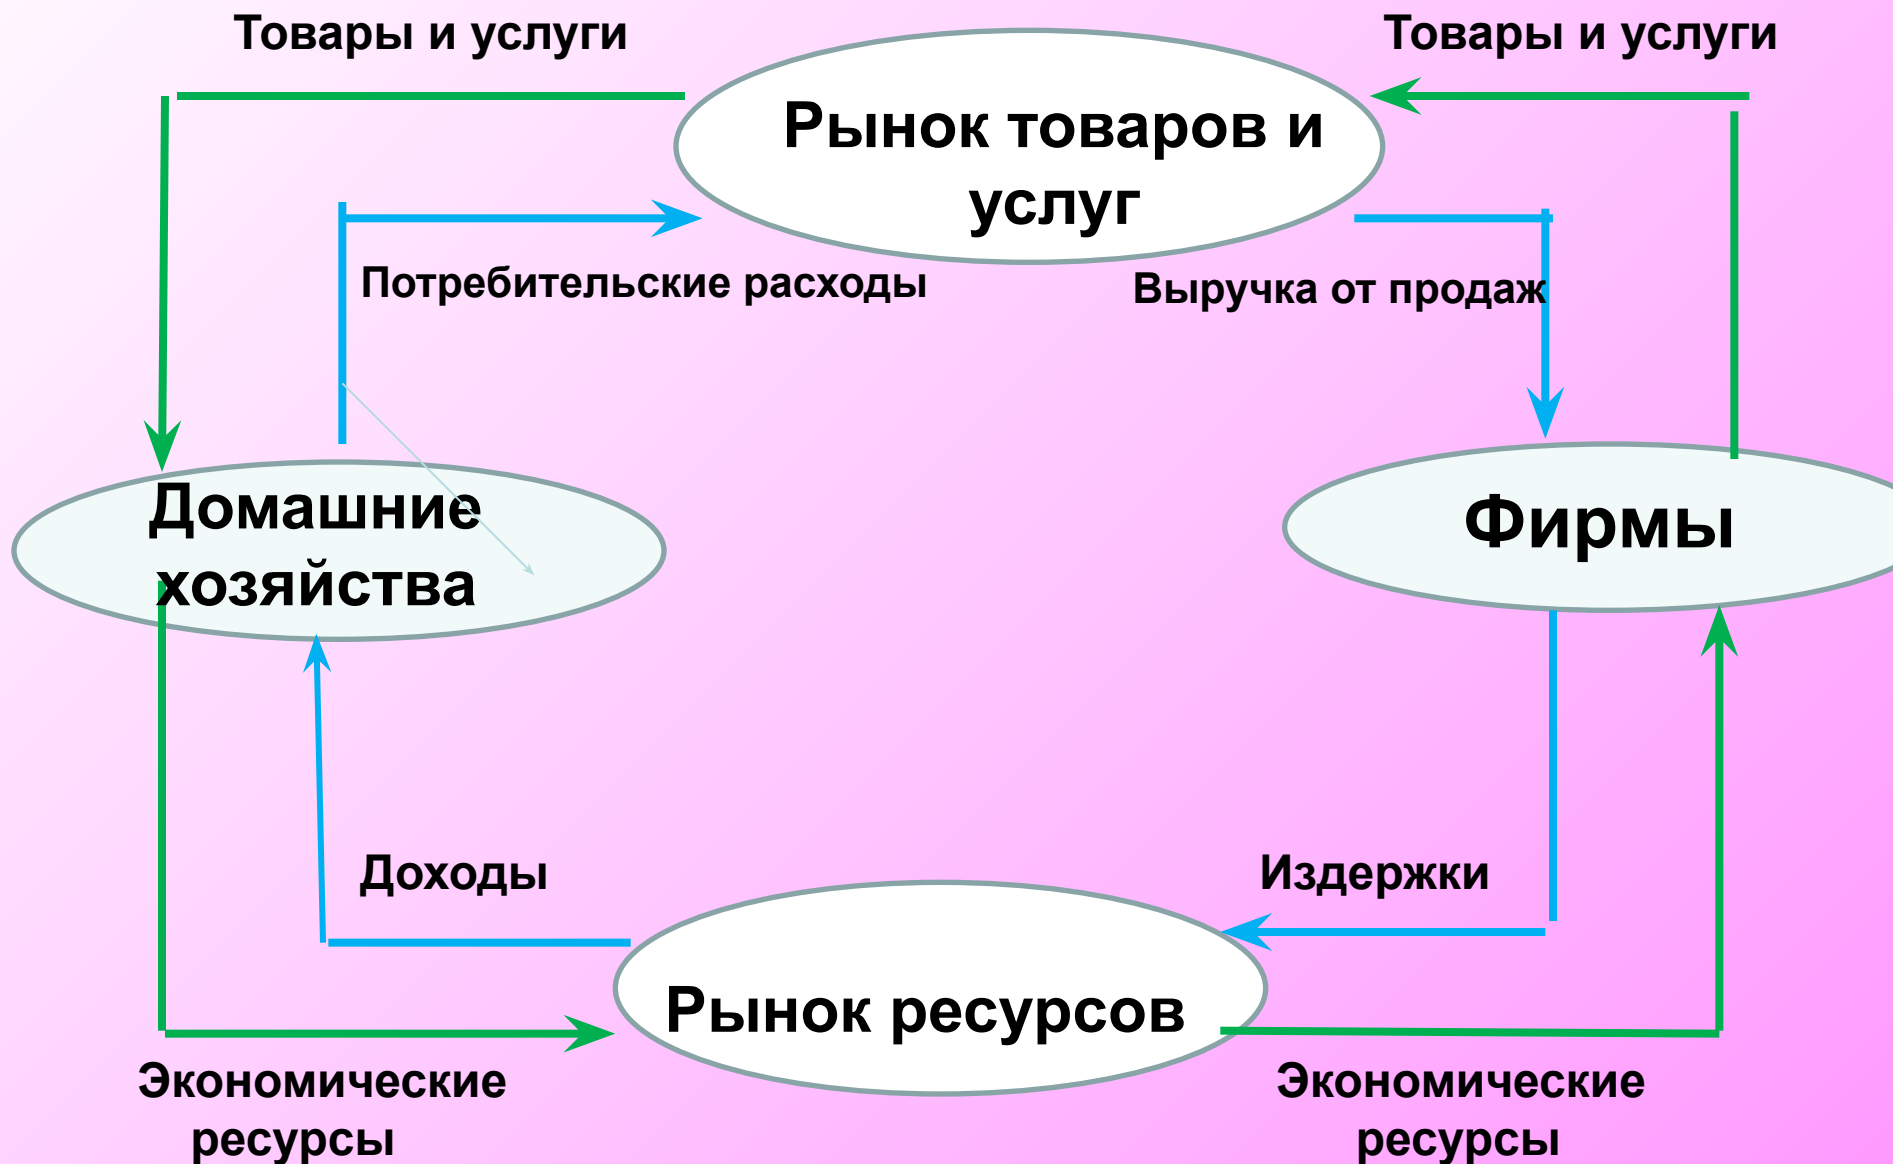 Товары и услуги
Товары и услуги
Рынок товаров и
услуг
Потребительские расходы
Выручка от продаж
Домашние
хозяйства
Фирмы
Доходы
Издержки
Рынок ресурсов
Экономические
ресурсы
Экономические
ресурсы